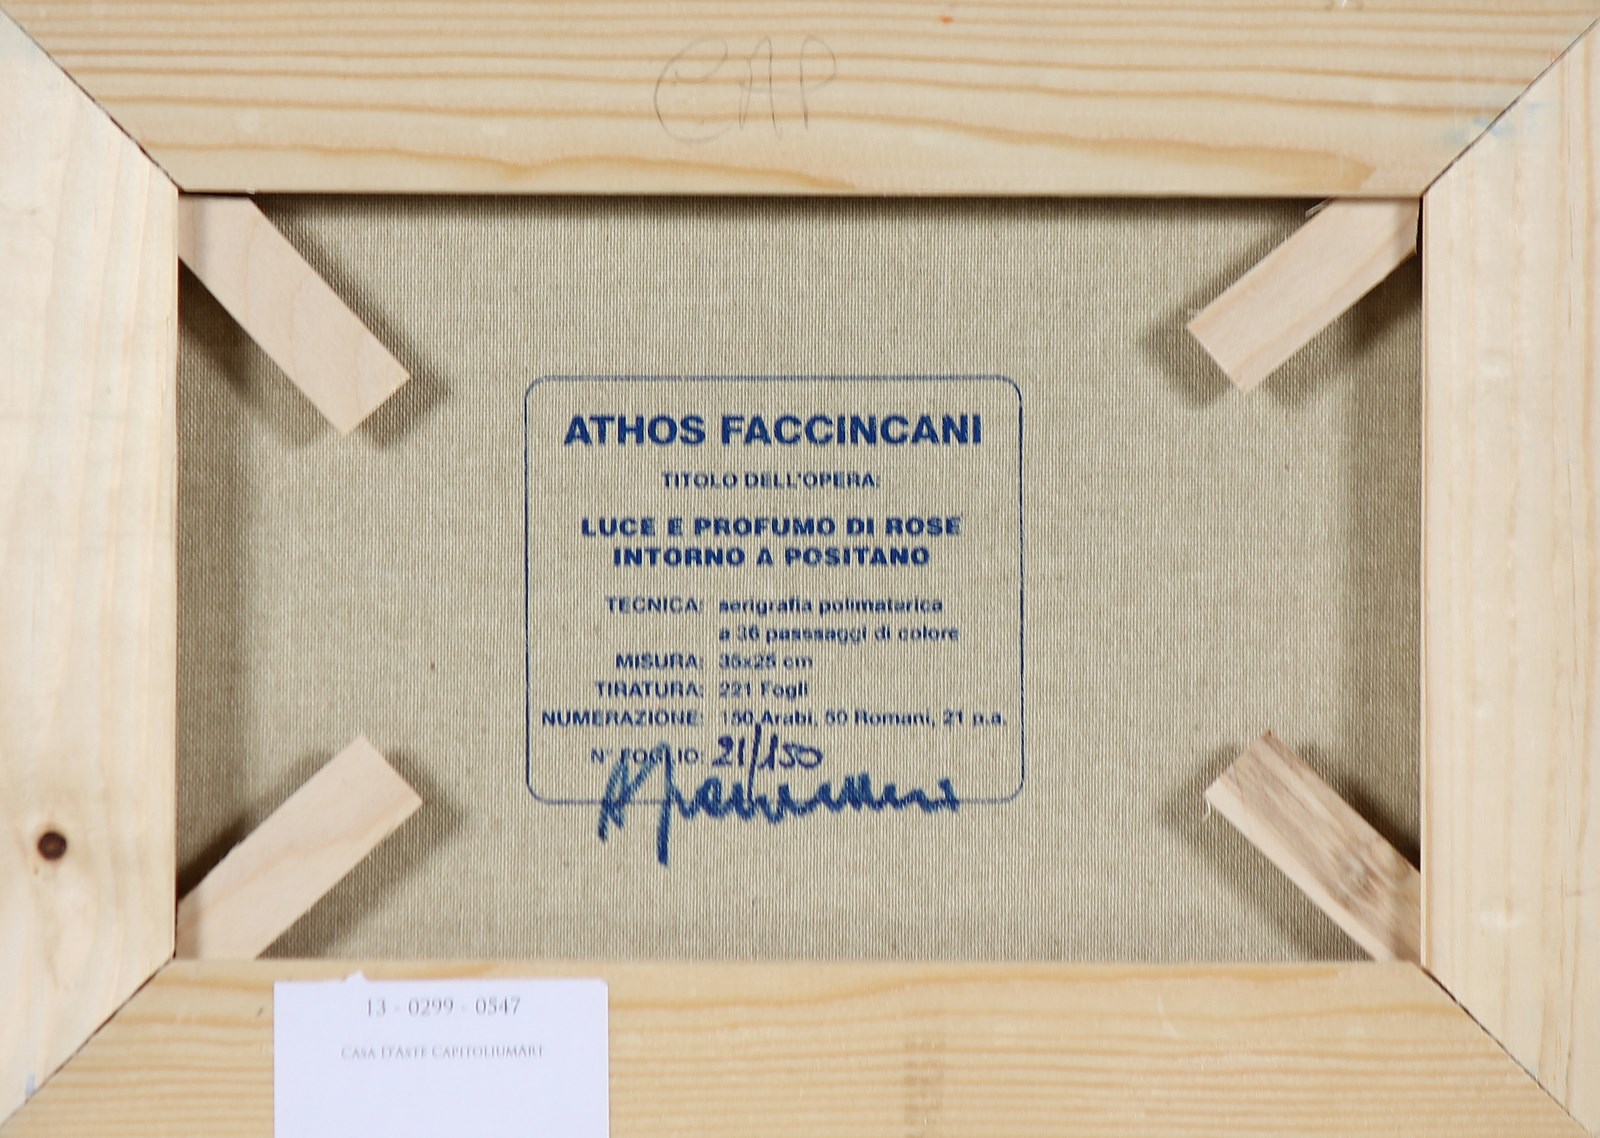 CAP
ATHOS FACCINCANI
TITOLO DELL'OPERA:
LUCE E PROFUMO DI ROSE
INTORNO A POSITANO
TECNICA: serigrafia polimaterica
a 36 passsaggi di colore
MISURA: 35x25 cm
TIRATURA: 221 Fogli
NUMERAZIONE: 150 Arabi, 50 Romani, 21 p.a.
N° FOGLIO: 21/150
13 - 0299 - 0547
CASA D'ASTE CAPITOLIUMART